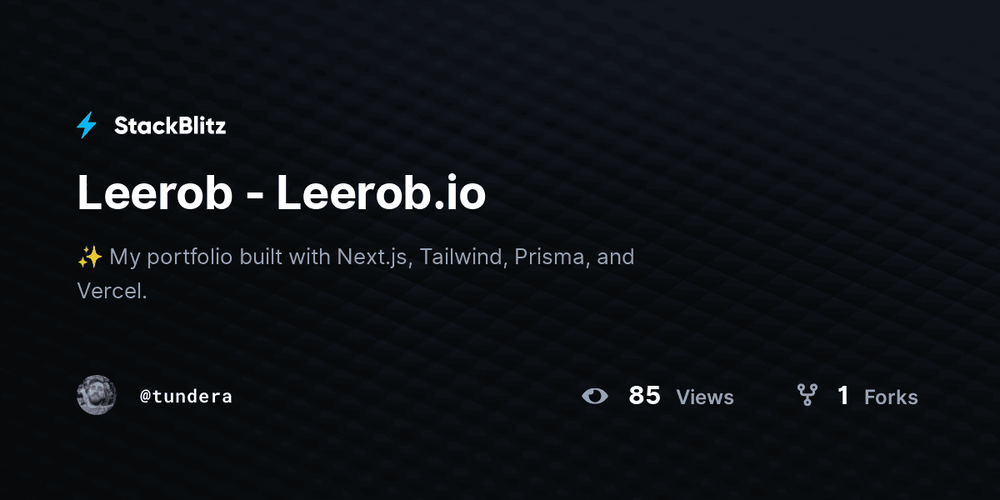 StackBlitz
Leerob - Leerob.io
✨ My portfolio built with Next.js, Tailwind, Prisma, and
Vercel.
@tundera 85 Views 1 Forks